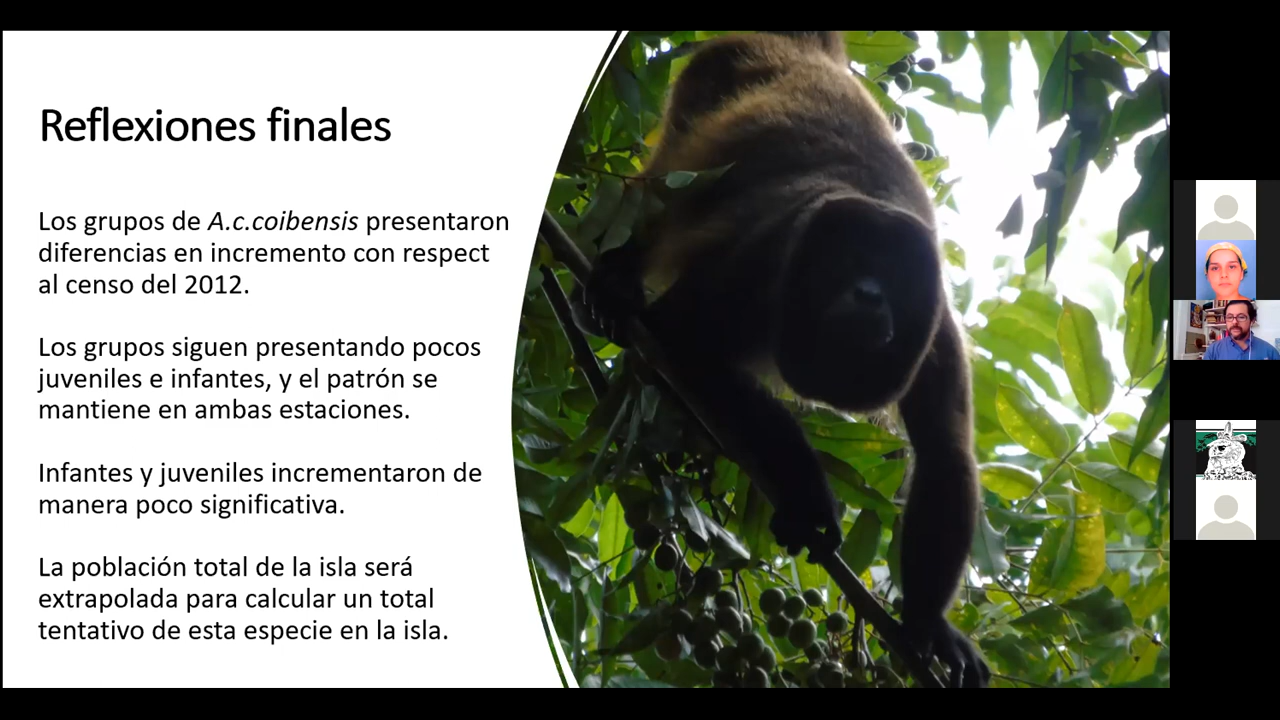 Reflexiones finales
Los grupos de A.c.coibensis presentaron
diferencias en incremento con respect
al censo del 2012.
Los grupos siguen presentando pocos
juveniles e infantes, y el patrón se
mantiene en ambas estaciones.
Infantes y juveniles incrementaron de
manera poco significativa.
La población total de la isla será
extrapolada para calcular un total
tentativo de esta especie en la isla.